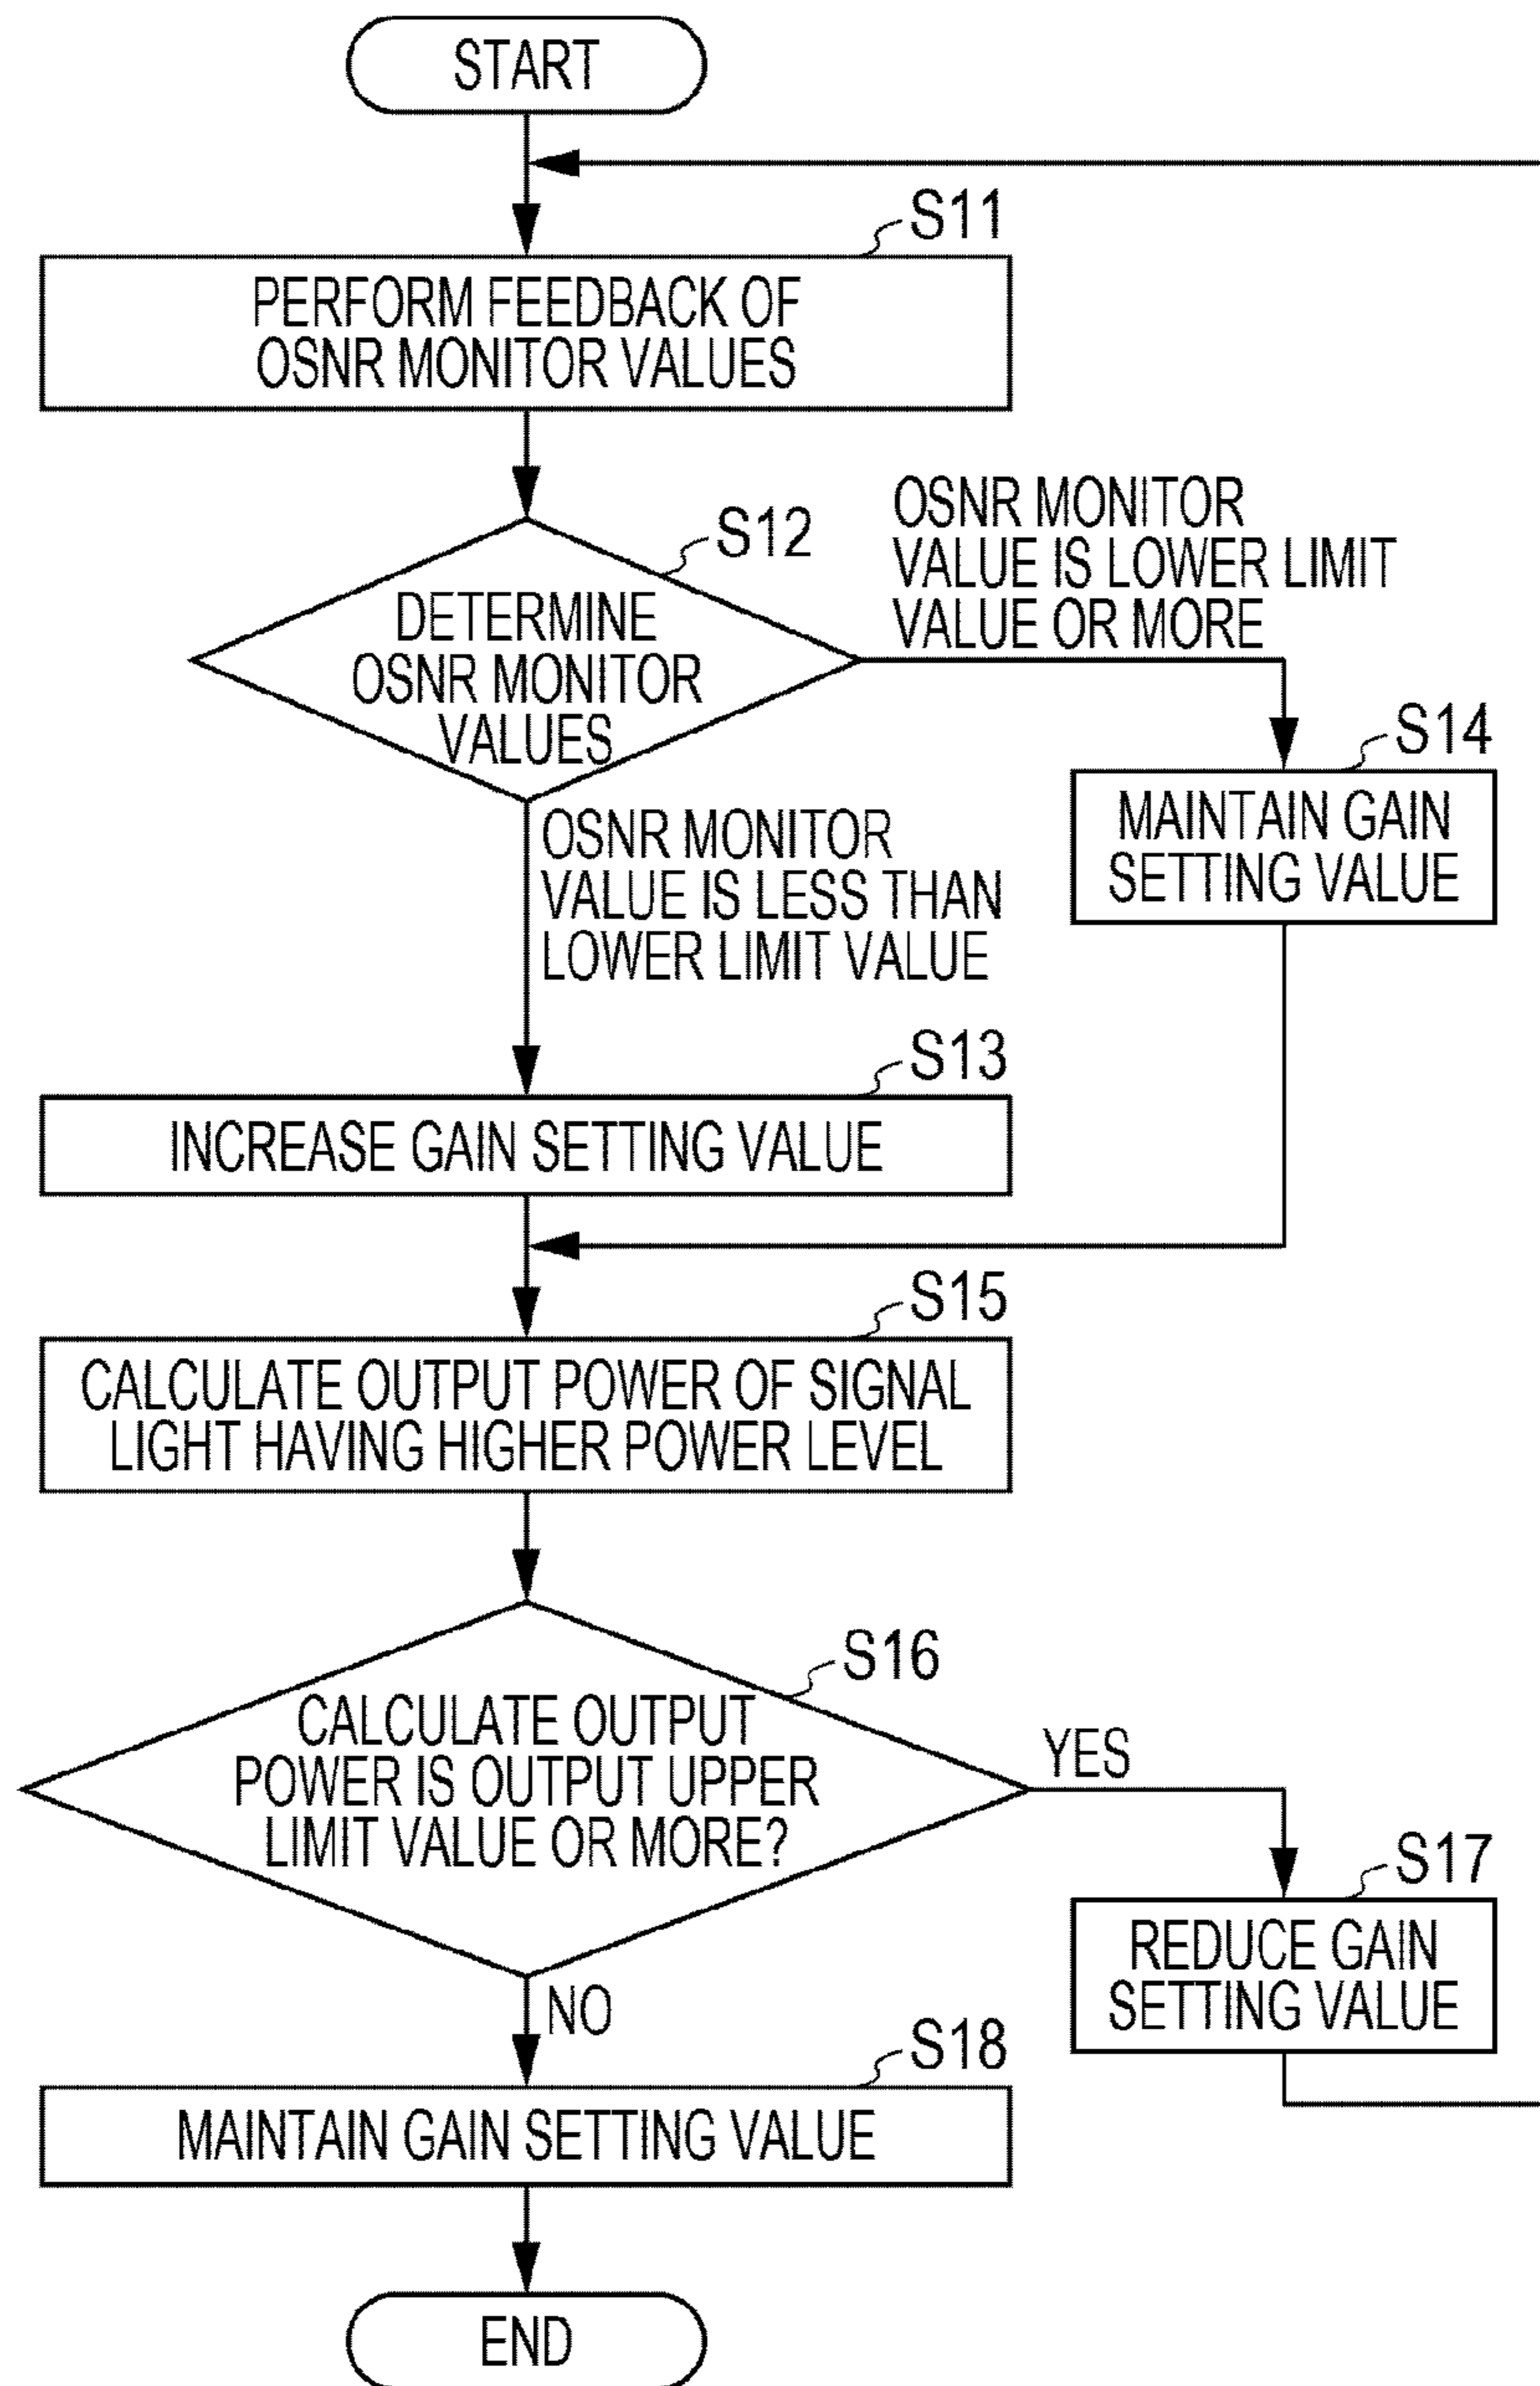 START
S11
PERFORM FEEDBACK OF
OSNR MONITOR VALUES
S12
DETERMINE
OSNR MONITOR
VALUES
OSNR MONITOR
VALUE IS LOWER LIMIT
VALUE OR MORE
S14
MAINTAIN GAIN
SETTING VALUE
OSNR MONITOR
VALUE IS LESS THAN
LOWER LIMIT VALUE
S13
INCREASE GAIN SETTING VALUE
S15
CALCULATE OUTPUT POWER OF SIGNAL
LIGHT HAVING HIGHER POWER LEVEL
S16
CALCULATE OUTPUT
POWER IS OUTPUT UPPER
LIMIT VALUE OR MORE?
YES
S17
REDUCE GAIN
SETTING VALUE
NO
S18
MAINTAIN GAIN SETTING VALUE
END